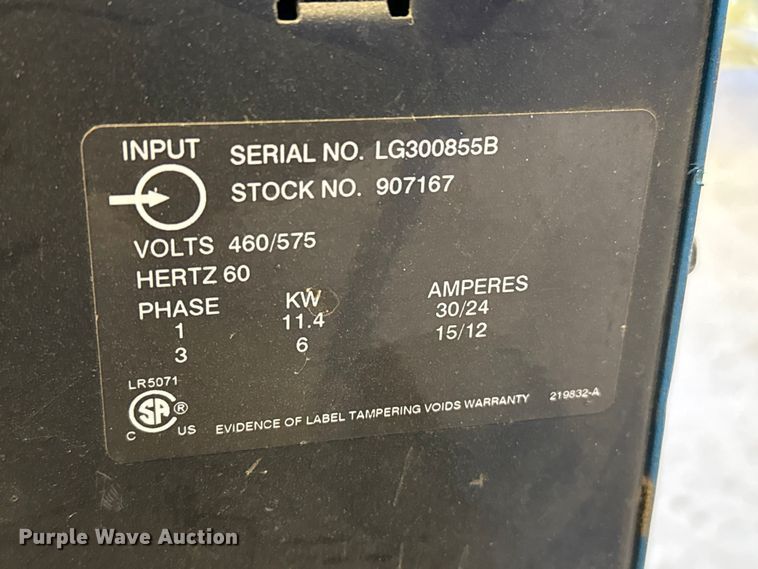 INPUT
SERIAL NO. LG300855B
STOCK NO. 907167
VOLTS 460/575
HERTZ 60
PHASE KW AMPERES
1 11.4 30/24
3 6 15/12
LR5071
SA®
C US
EVIDENCE OF LABEL TAMPERING VOIDS WARRANTY 219832-A
Purple Wave Auction